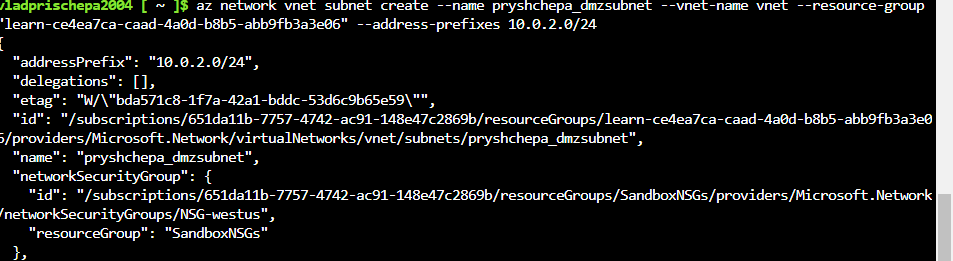 vladprischepa2004 [ ~ ]$ az network vnet subnet create --name pryshchepa_dmzsubnet --vnet-name vnet --resource-group
"learn-ce4ea7ca-caad-4a0d-b8b5-abb9fb3a3e06" --address-prefixes 10.0.2.0/24
{
  "addressPrefix": "10.0.2.0/24",
  "delegations": [],
  "etag": "W/\"bda571c8-1f7a-42a1-bddc-53d6c9b65e59\"",
  "id": "/subscriptions/651da11b-7757-4742-ac91-148e47c2869b/resourceGroups/learn-ce4ea7ca-caad-4a0d-b8b5-abb9fb3a3e0
6/providers/Microsoft.Network/virtualNetworks/vnet/subnets/pryshchepa_dmzsubnet",
  "name": "pryshchepa_dmzsubnet",
  "networkSecurityGroup": {
    "id": "/subscriptions/651da11b-7757-4742-ac91-148e47c2869b/resourceGroups/SandboxNSGs/providers/Microsoft.Network
/networkSecurityGroups/NSG-westus",
    "resourceGroup": "SandboxNSGs"
  },